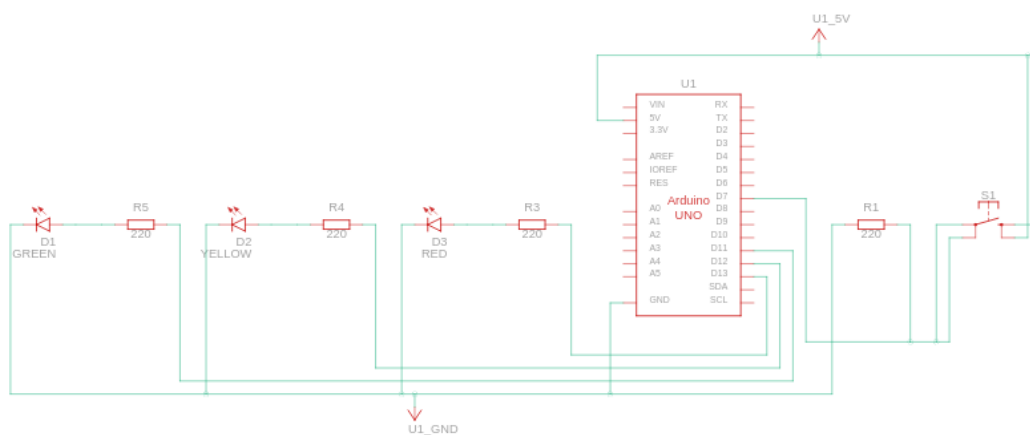 U1_5V
U1
VIN RX
5V TX
3.3V D2
D3
AREF D4
IOREF D5
RES D6
D7
Arduino
UNO
A0 D8
A1 D9
A2 D10
A3 D11
A4 D12
A5 D13
SDA
GND SCL
R5
220
D1
GREEN
R4
220
D2
YELLOW
R3
220
D3
RED
R1
220
S1
U1_GND